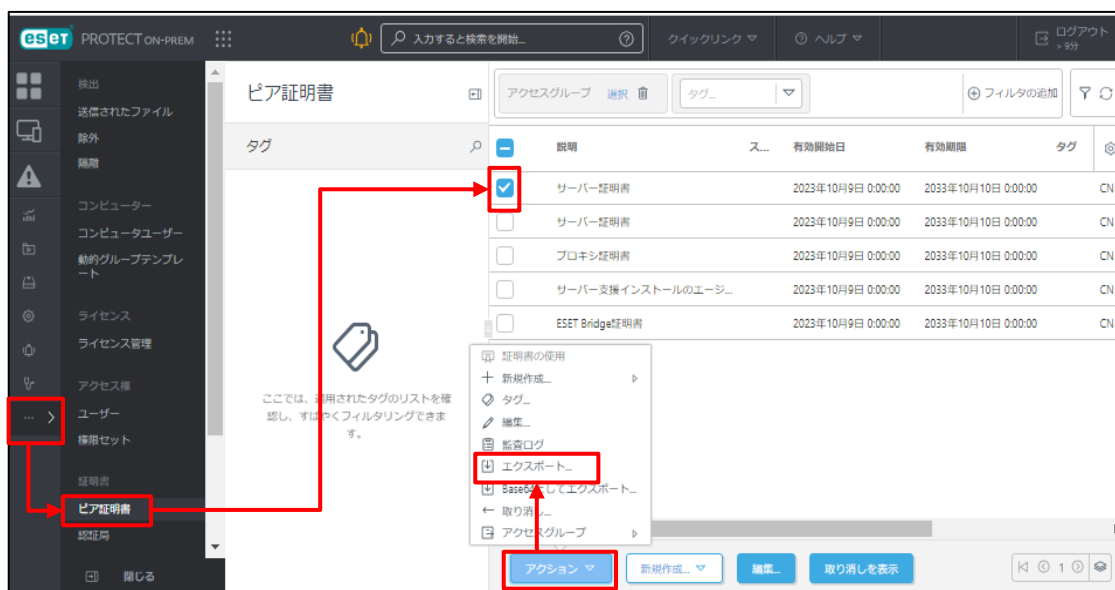 eset PROTECT ON-PREM
入力すると検索を開始...
クイックリンク
ヘルプ
ログアウト
> 9分
検出
送信されたファイル
除外
隔離
コンピューター
コンピュータユーザー
動的グループテンプレ
ート
ライセンス
ライセンス管理
アクセス権
ユーザー
権限セット
証明書
ピア証明書
認証局
閉じる
ピア証明書
タグ
ここでは、適用されたタグのリストを確
認し、すばやくフィルタリングできま
す。
アクセスグループ 選択
タグ...
フィルタの追加
説明 ス... 有効開始日 有効期限 タグ
サーバー証明書 2023年10月9日 0:00:00 2033年10月10日 0:00:00 CN
サーバー証明書 2023年10月9日 0:00:00 2033年10月10日 0:00:00 CN
プロキシ証明書 2023年10月9日 0:00:00 2033年10月10日 0:00:00 CN
サーバー支援インストールのエージ... 2023年10月9日 0:00:00 2033年10月10日 0:00:00 CN
ESET Bridge証明書 2023年10月9日 0:00:00 2033年10月10日 0:00:00 CN
証明書の使用
新規作成...
タグ...
編集...
監査ログ
エクスポート...
Base64としてエクスポート...
取り消し...
アクセスグループ
アクション
新規作成...
編集...
取り消しを表示
1